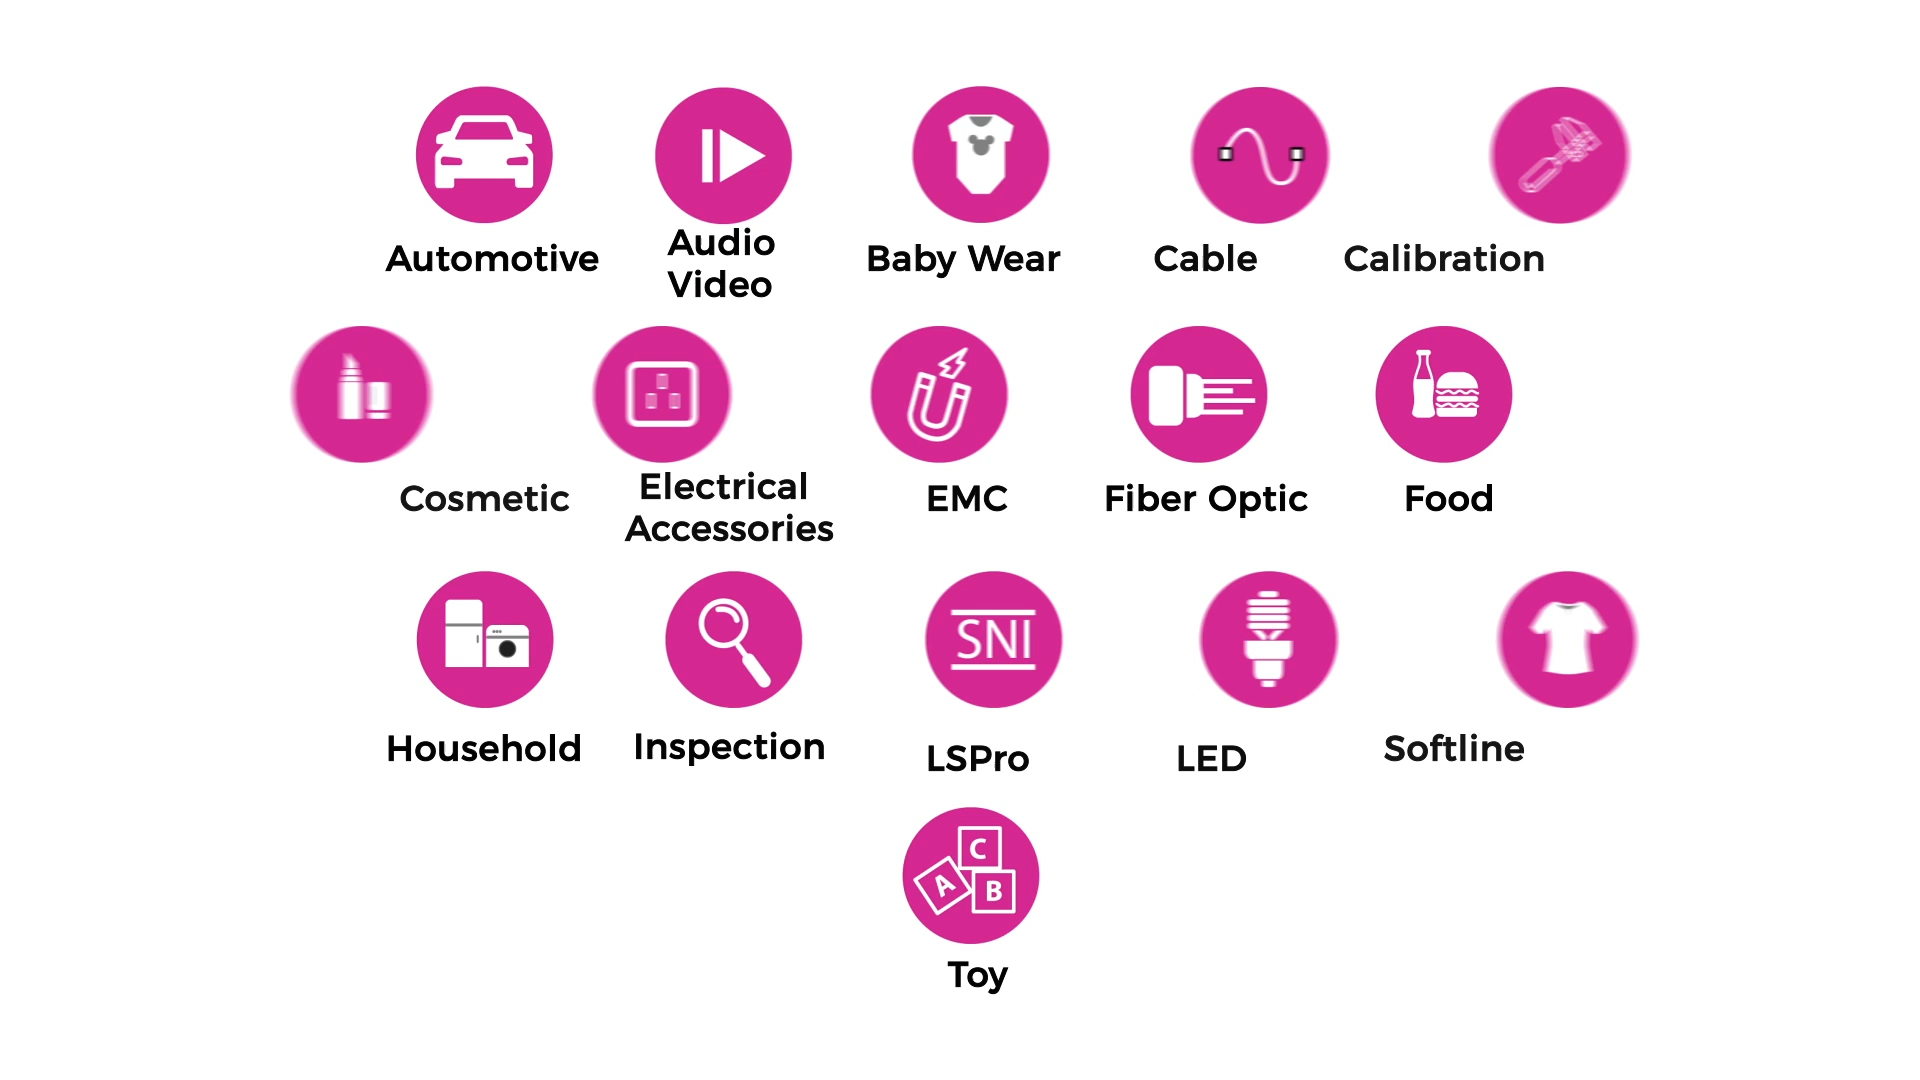 Automotive
Audio
Video
Baby Wear
Cable
Calibration
Cosmetic
Electrical
Accessories
EMC
Fiber Optic
Food
SNI
Household
Inspection
LSPro
LED
Softline
C
A
B
Toy